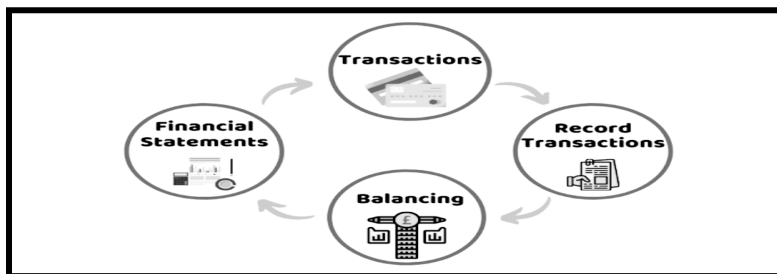 Transactions
Record
Transactions
Balancing
£
Financial
Statements